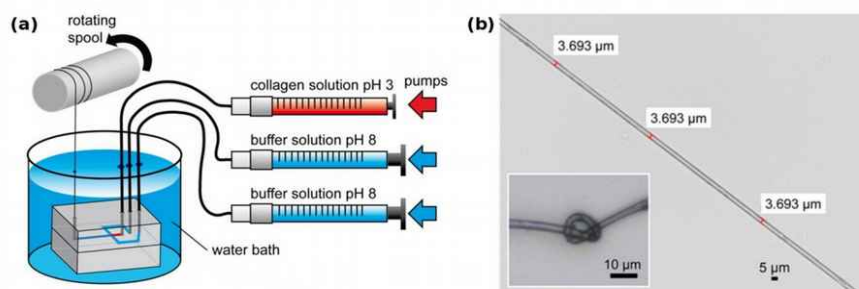 (a)
rotating
spool
collagen solution pH 3
pumps
buffer solution pH 8
buffer solution pH 8
water bath
(b)
3.693 µm
3.693 µm
3.693 µm
10 µm
5 µm